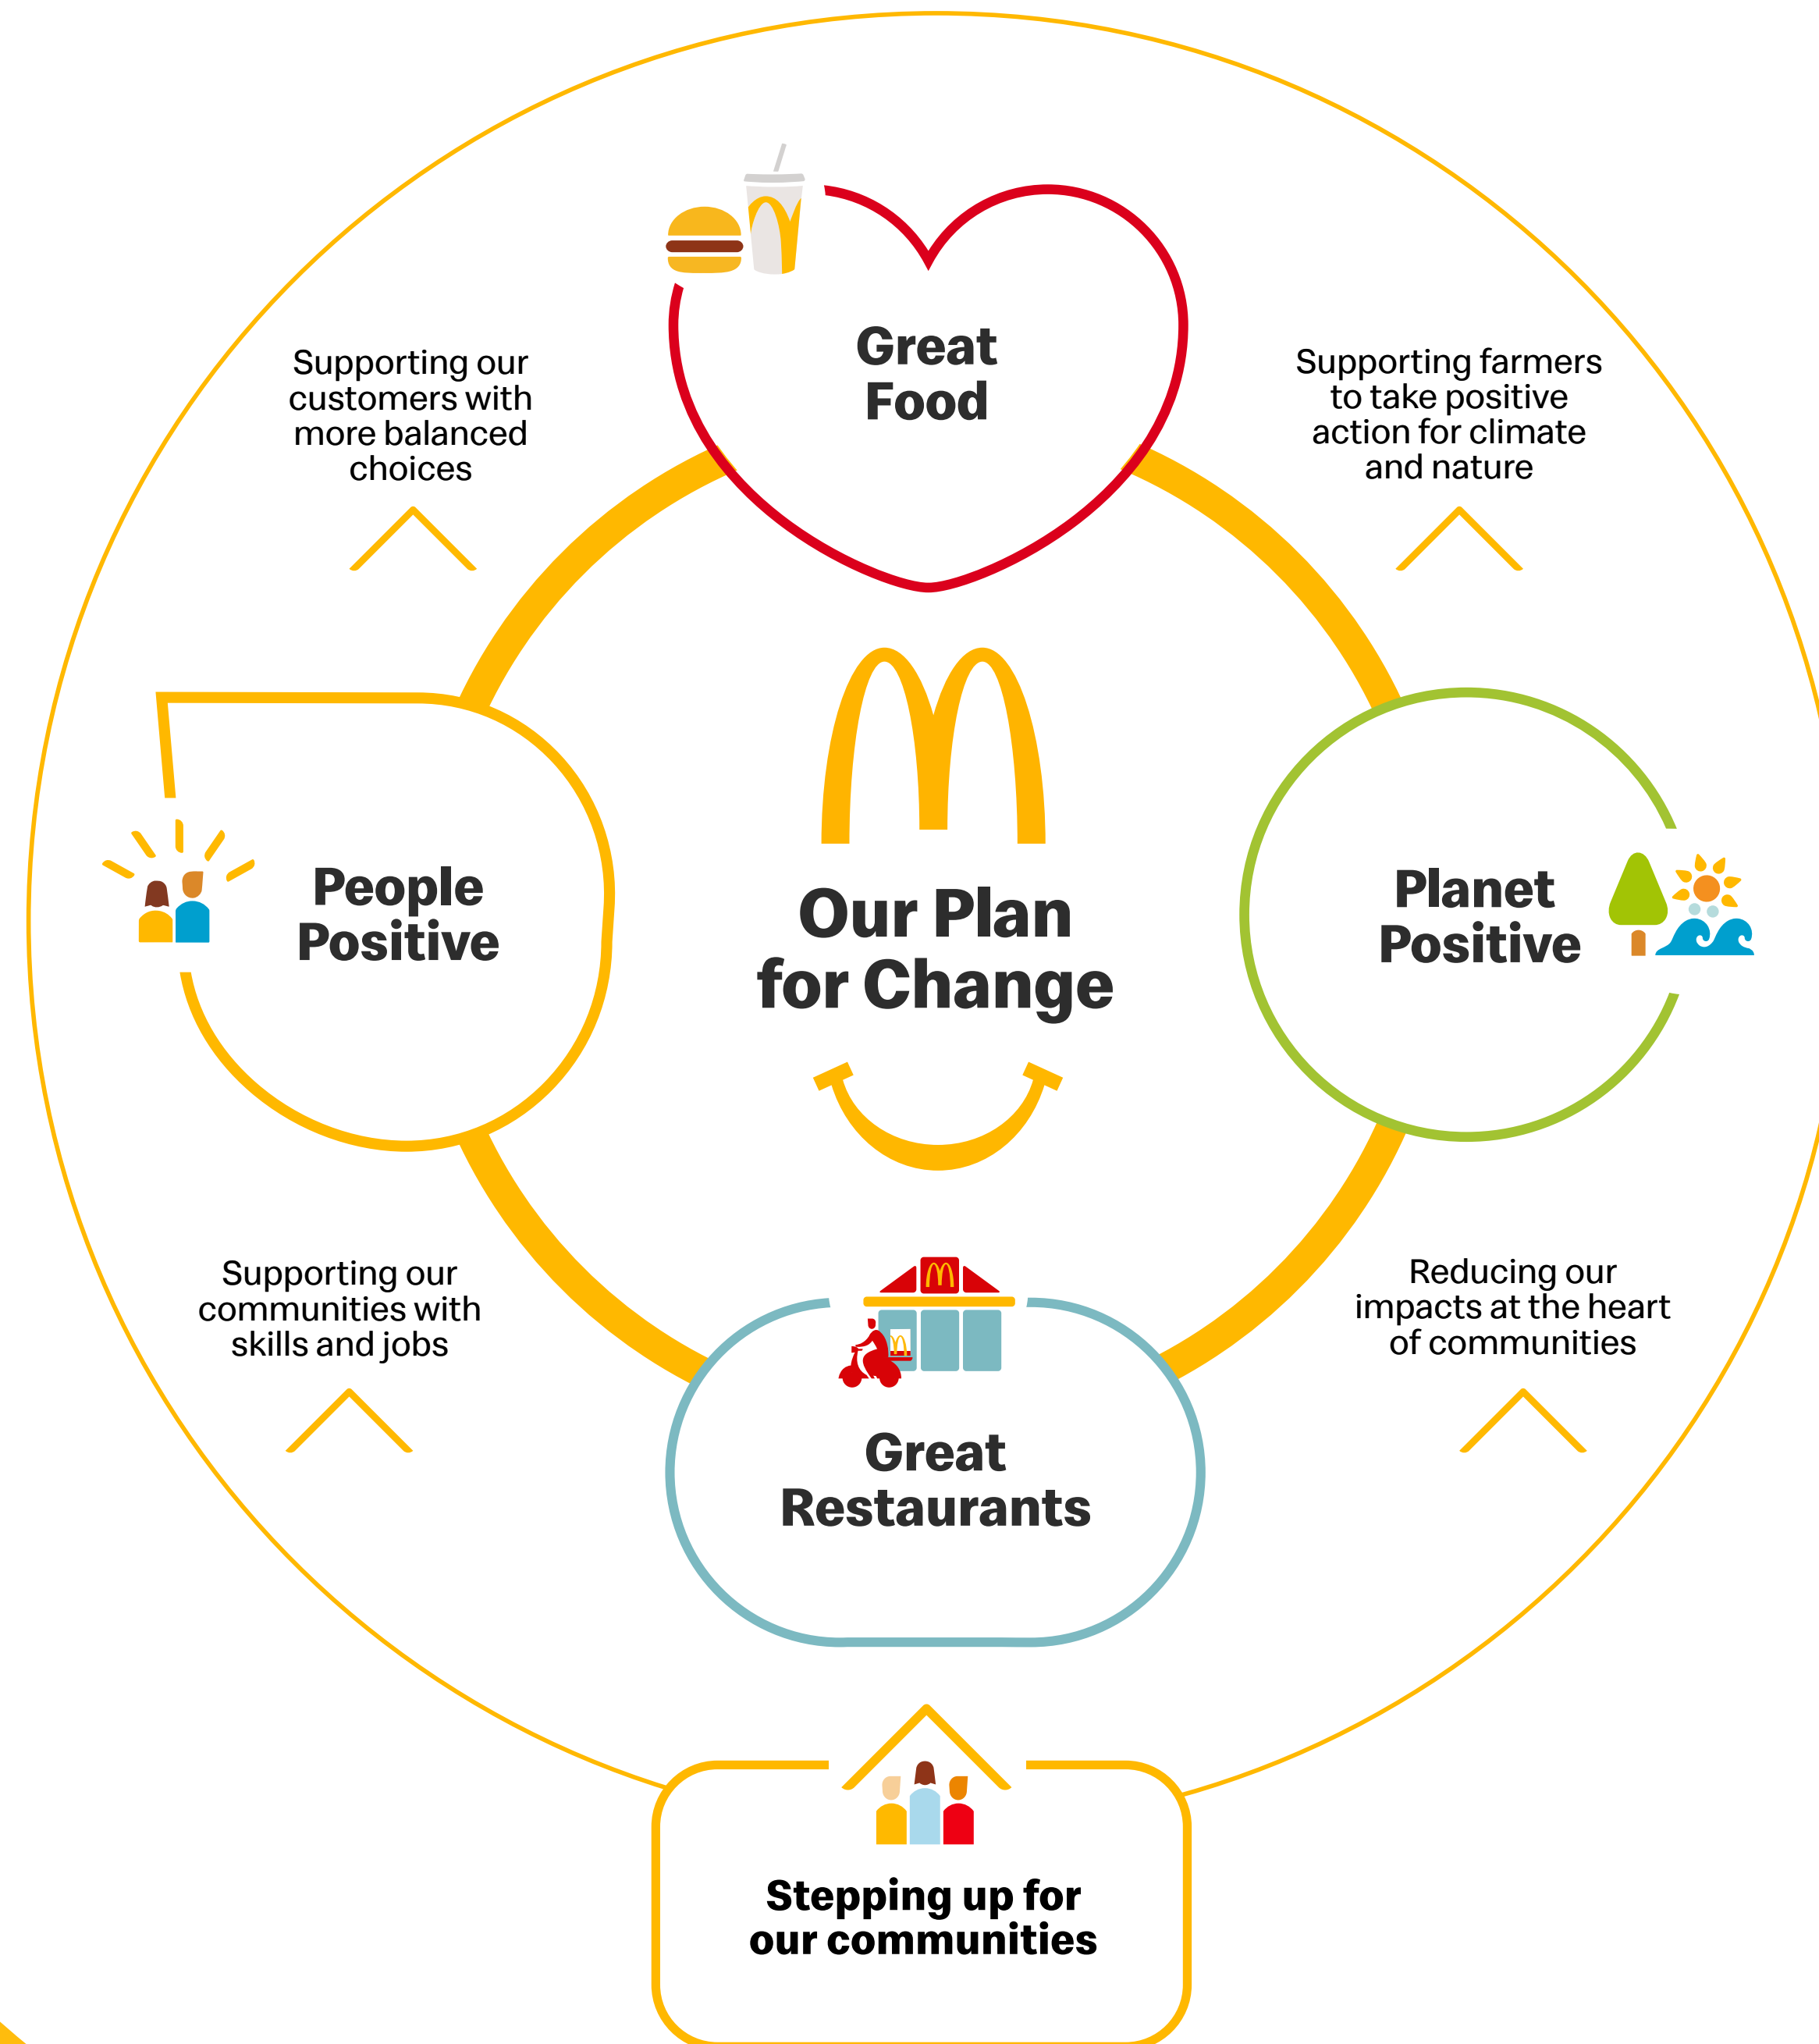 Great
Food
Supporting our
customers with
more balanced
choices
Supporting farmers
to take positive
action for climate
and nature
People
Positive
Our Plan
for Change
Planet
Positive
Supporting our
communities with
skills and jobs
Reducing our
impacts at the heart
of communities
Great
Restaurants
Stepping up for
our communities